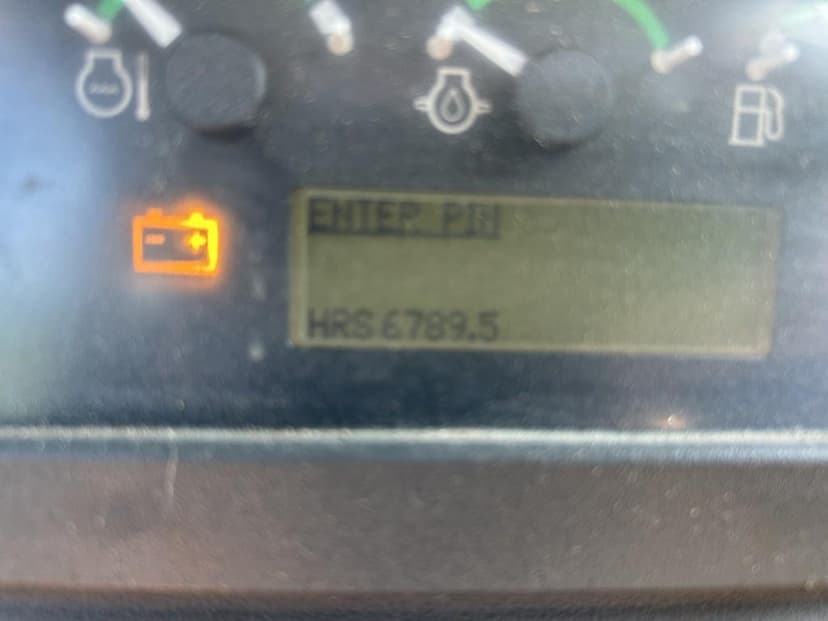 ENTER PIN
HRS 6789.5